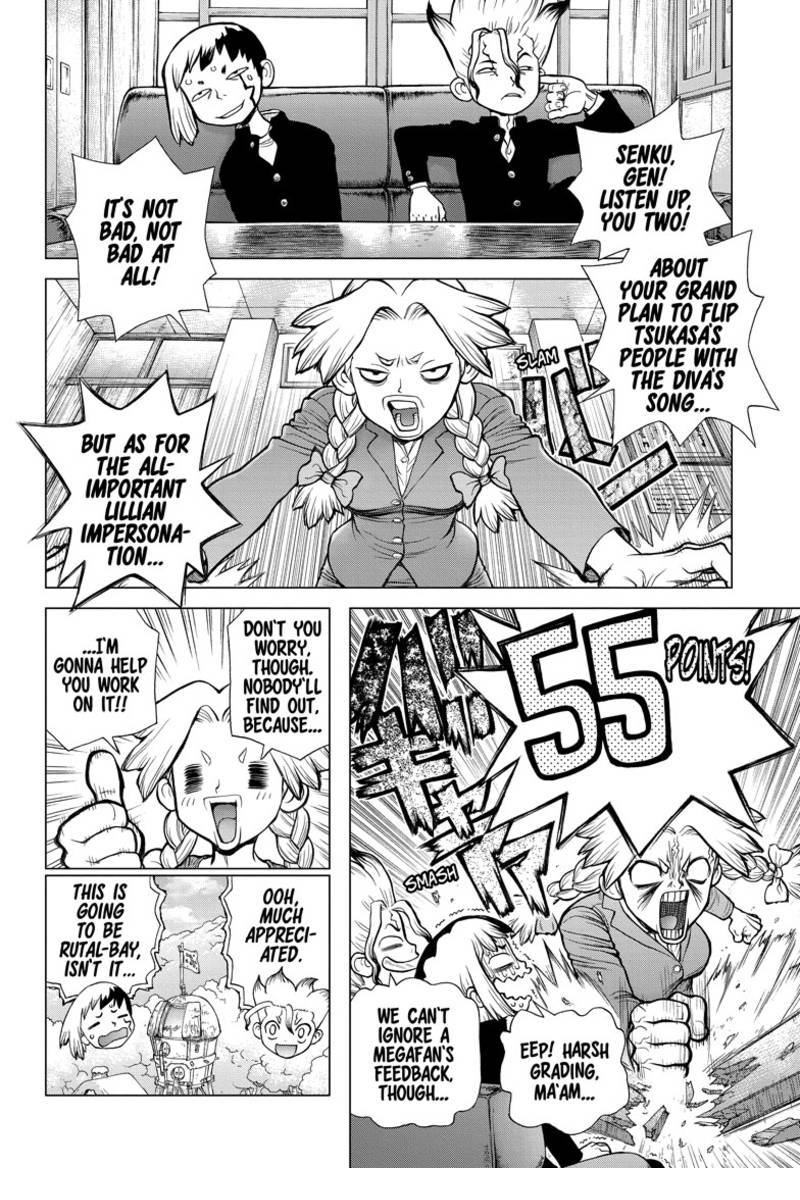 SENKU,
GEN!
LISTEN UP,
YOU TWO!
ABOUT
YOUR GRAND
PLAN TO FLIP
TSUKASA'S
PEOPLE WITH
THE DIVA'S
SONG...
IT'S NOT
BAD, NOT
BAD AT
ALL!
SLAM
バン
BUT AS FOR
THE ALL-
IMPORTANT
LILLIAN
IMPERSONA-
TION...
55
POINTS!
SMASH
EEP! HARSH
GRADING,
MA'AM...
WE CAN'T
IGNORE A
MEGAFAN'S
FEEDBACK,
THOUGH...
DON'T YOU
WORRY,
THOUGH.
NOBODY'LL
FIND OUT,
BECAUSE...
...I'M
GONNA HELP
YOU WORK
ON IT!!
OOH,
MUCH
APPRECI-
ATED.
THIS IS
GOING
TO BE
RUTAL-BAY,
ISN'T IT...